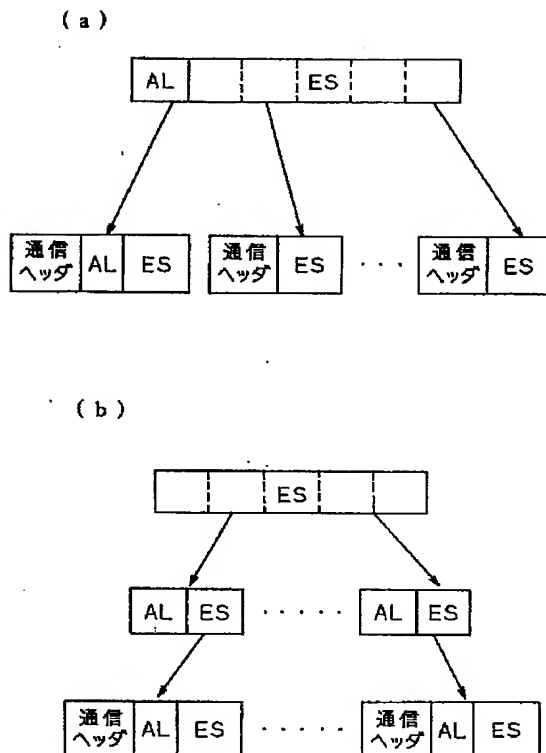 (a)
AL ES
通信 AL ES 通信 ES ・・・ 通信 ES
ヘッダ ヘッダ ヘッダ
(b)
ES
AL ES ・・・・・ AL ES
通信 AL ES ・・・・・ 通信 AL ES
ヘッダ ヘッダ